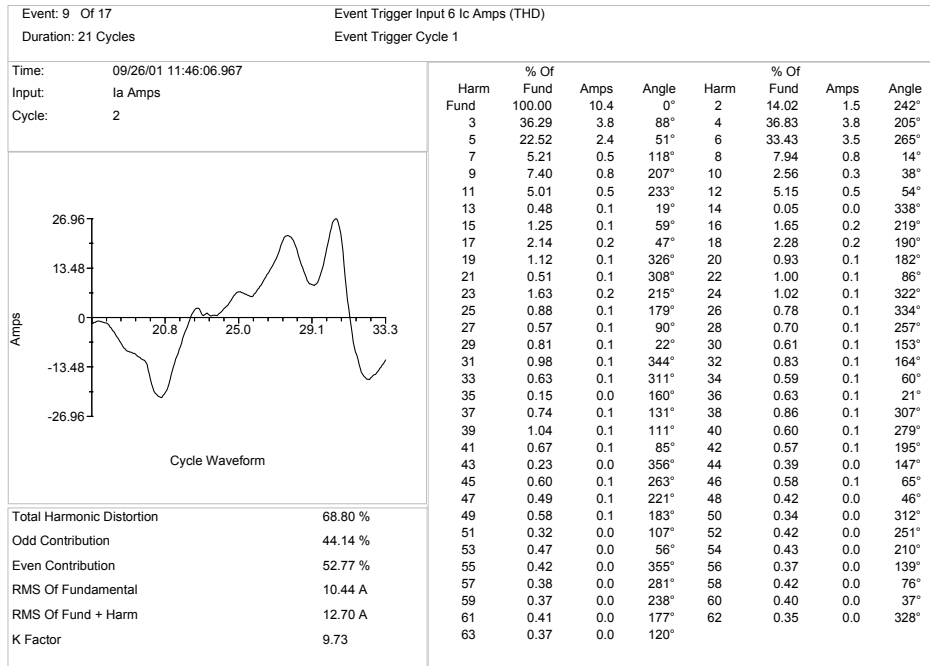 Event: 9 Of 17 Event Trigger Input 6 Ic Amps (THD)
Duration: 21 Cycles Event Trigger Cycle 1
Time: 09/26/01 11:46:06.967
Input: Ia Amps
Cycle: 2
26.96
13.48
0
-13.48
-26.96
Amps
20.8 25.0 29.1 33.3
Cycle Waveform
Total Harmonic Distortion 68.80 %
Odd Contribution 44.14 %
Even Contribution 52.77 %
RMS Of Fundamental 10.44 A
RMS Of Fund + Harm 12.70 A
K Factor 9.73
% Of % Of
Harm Fund Amps Angle Harm Fund Amps Angle
Fund 100.00 10.4 0° 2 14.02 1.5 242°
3 36.29 3.8 88° 4 36.83 3.8 205°
5 22.52 2.4 51° 6 33.43 3.5 265°
7 5.21 0.5 118° 8 7.94 0.8 14°
9 7.40 0.8 207° 10 2.56 0.3 38°
11 5.01 0.5 233° 12 5.15 0.5 54°
13 0.48 0.1 19° 14 0.05 0.0 338°
15 1.25 0.1 59° 16 1.65 0.2 219°
17 2.14 0.2 47° 18 2.28 0.2 190°
19 1.12 0.1 326° 20 0.93 0.1 182°
21 0.51 0.1 308° 22 1.00 0.1 86°
23 1.63 0.2 215° 24 1.02 0.1 322°
25 0.88 0.1 179° 26 0.78 0.1 334°
27 0.57 0.1 90° 28 0.70 0.1 257°
29 0.81 0.1 22° 30 0.61 0.1 153°
31 0.98 0.1 344° 32 0.83 0.1 164°
33 0.63 0.1 311° 34 0.59 0.1 60°
35 0.15 0.0 160° 36 0.63 0.1 21°
37 0.74 0.1 131° 38 0.86 0.1 307°
39 1.04 0.1 111° 40 0.60 0.1 279°
41 0.67 0.1 85° 42 0.57 0.1 195°
43 0.23 0.0 356° 44 0.39 0.0 147°
45 0.60 0.1 263° 46 0.58 0.1 65°
47 0.49 0.1 221° 48 0.42 0.0 46°
49 0.58 0.1 183° 50 0.34 0.0 312°
51 0.32 0.0 107° 52 0.42 0.0 251°
53 0.47 0.0 56° 54 0.43 0.0 210°
55 0.42 0.0 355° 56 0.37 0.0 139°
57 0.38 0.0 281° 58 0.42 0.0 76°
59 0.37 0.0 238° 60 0.40 0.0 37°
61 0.41 0.0 177° 62 0.35 0.0 328°
63 0.37 0.0 120°